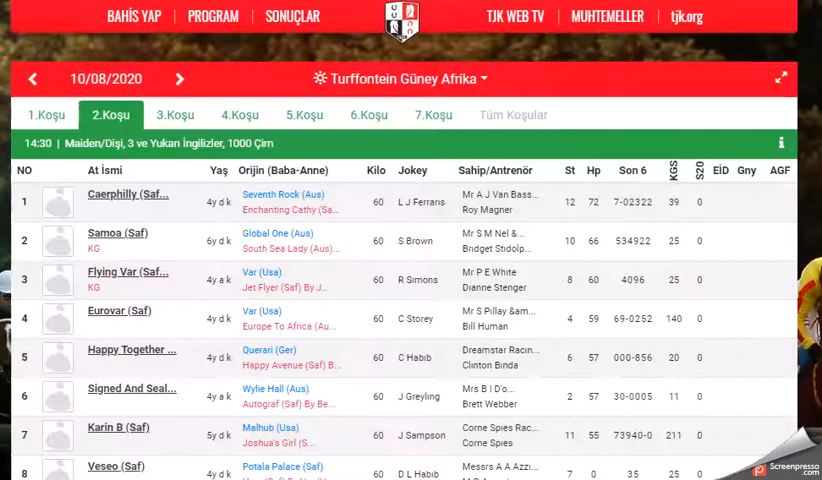 BAHİS YAP PROGRAM SONUÇLAR TJK WEB TV MUHTEMELLER tjk.org
10/08/2020 Turffontein Güney Afrika
1.Koşu 2.Koşu 3.Koşu 4.Koşu 5.Koşu 6.Koşu 7.Koşu Tüm Koşular
14:30 | Maiden/Dişi, 3 ve Yukarı İngilizler, 1000 Çim
NO At İsmi Yaş Orijin (Baba-Anne) Kilo Jokey Sahip/Antrenör St Hp Son 6 KGS S20 EİD Gny AGF
1 Caerphilly (Saf... 4y d k Seventh Rock (Aus) 60 L J Ferraris Mr A J Van Bass... 12 72 7-02322 39 0
Enchanting Cathy (Sa... Roy Magner
2 Samoa (Saf) 6y d k Global One (Aus) 60 S Brown Mr S M Nel &... 10 66 534922 25 0
KG South Sea Lady (Aus)... Bridget Stidolp...
3 Flying Var (Saf... 4y a k Var (Usa) 60 R Simons Mr P E White 8 60 4096 25 0
KG Jet Flyer (Saf) By J... Dianne Stenger
4 Eurovar (Saf) 4y d k Var (Usa) 60 C Storey Mr S Pillay &am... 4 59 69-0252 140 0
Europe To Africa (Au... Bill Human
5 Happy Together ... 4y d k Querari (Ger) 60 C Habib Dreamstar Racin... 6 57 000-856 20 0
Happy Avenue (Saf) B... Clinton Binda
6 Signed And Seal... 4y a k Wylie Hall (Aus) 60 J Greyling Mrs B I D'o... 2 57 30-0005 11 0
Autograf (Saf) By Be... Brett Webber
7 Karin B (Saf) 5y d k Malhub (Usa) 60 J Sampson Corne Spies Rac... 11 55 73940-0 211 0
Joshua's Girl (S... Corne Spies
8 Veseo (Saf) 4y d k Potala Palace (Saf) 60 D L Habib Messrs A A Azzi... 7 0 35 25 0
Screenpresso
.com